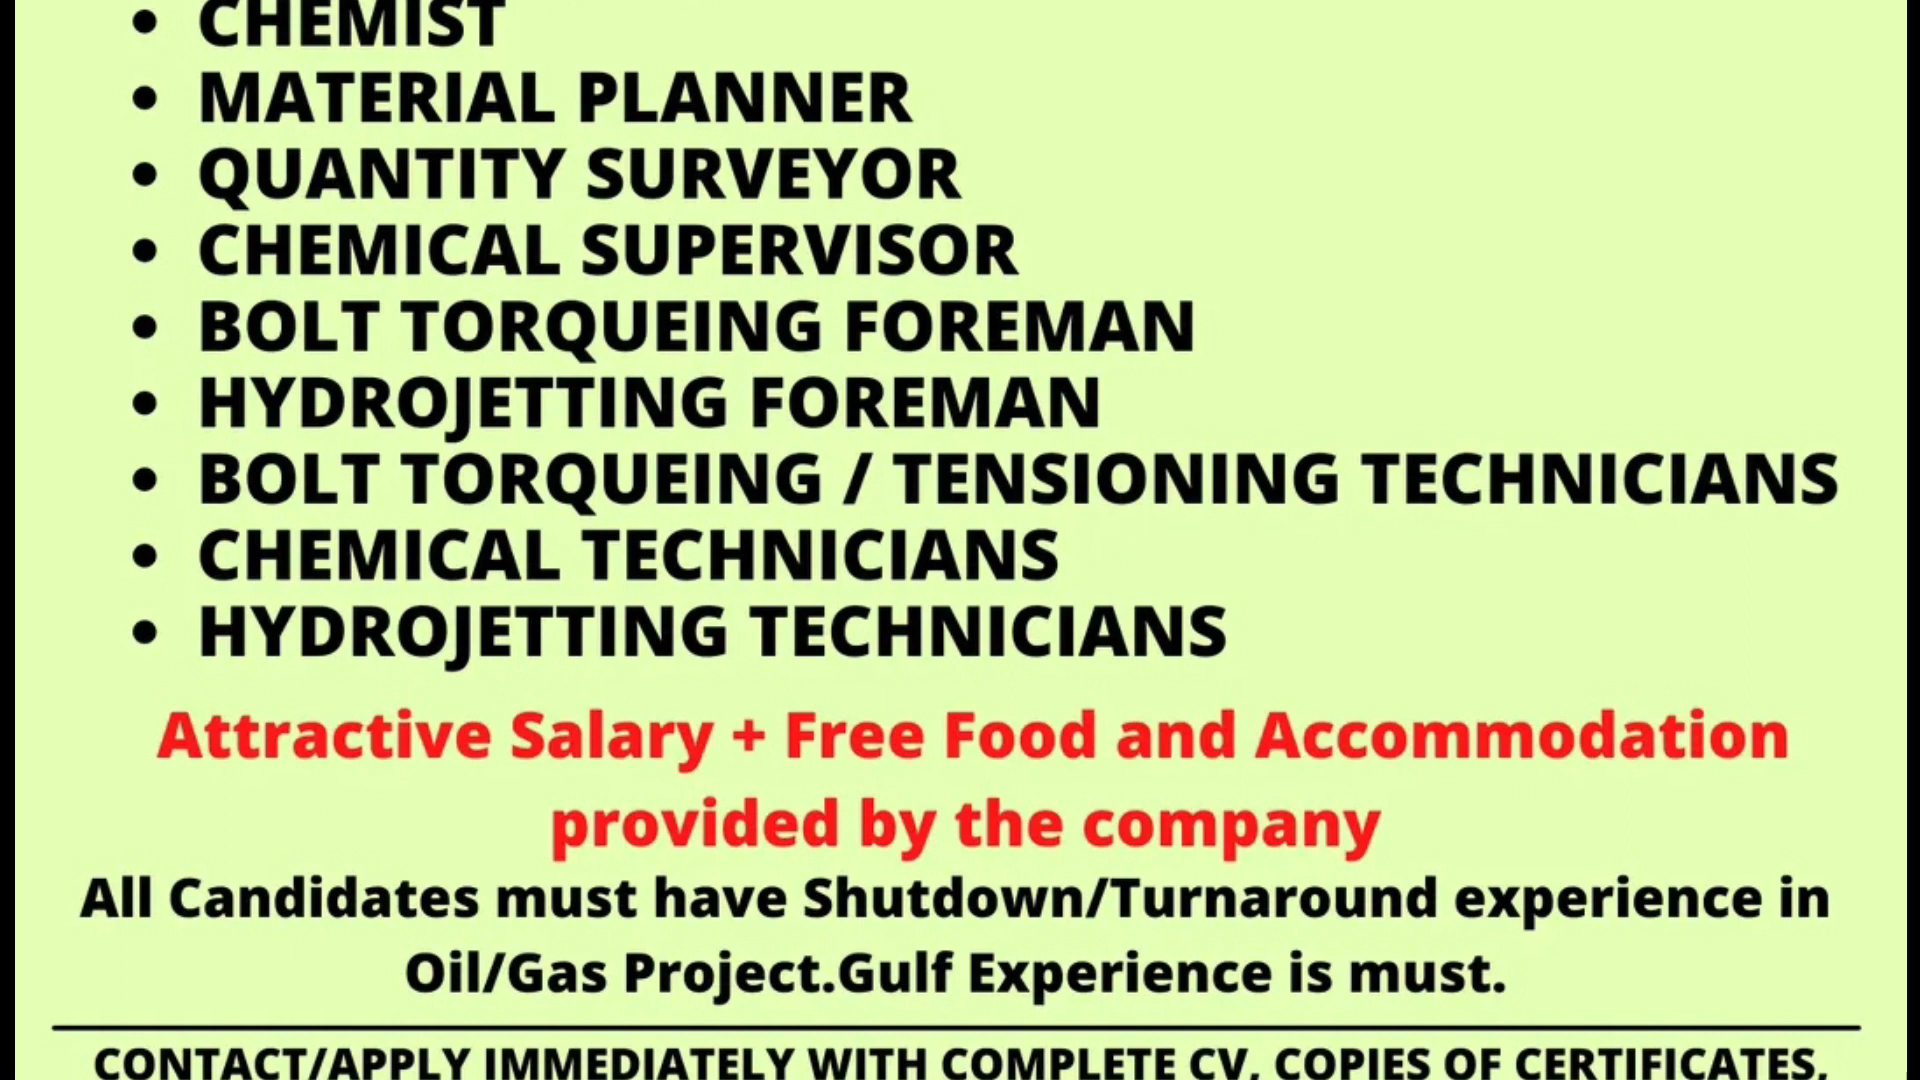 • CHEMIST
• MATERIAL PLANNER
• QUANTITY SURVEYOR
• CHEMICAL SUPERVISOR
• BOLT TORQUEING FOREMAN
• HYDROJETTING FOREMAN
• BOLT TORQUEING / TENSIONING TECHNICIANS
• CHEMICAL TECHNICIANS
• HYDROJETTING TECHNICIANS
Attractive Salary + Free Food and Accommodation
provided by the company
All Candidates must have Shutdown/Turnaround experience in
Oil/Gas Project.Gulf Experience is must.
CONTACT/APPLY IMMEDIATELY WITH COMPLETE CV, COPIES OF CERTIFICATES,